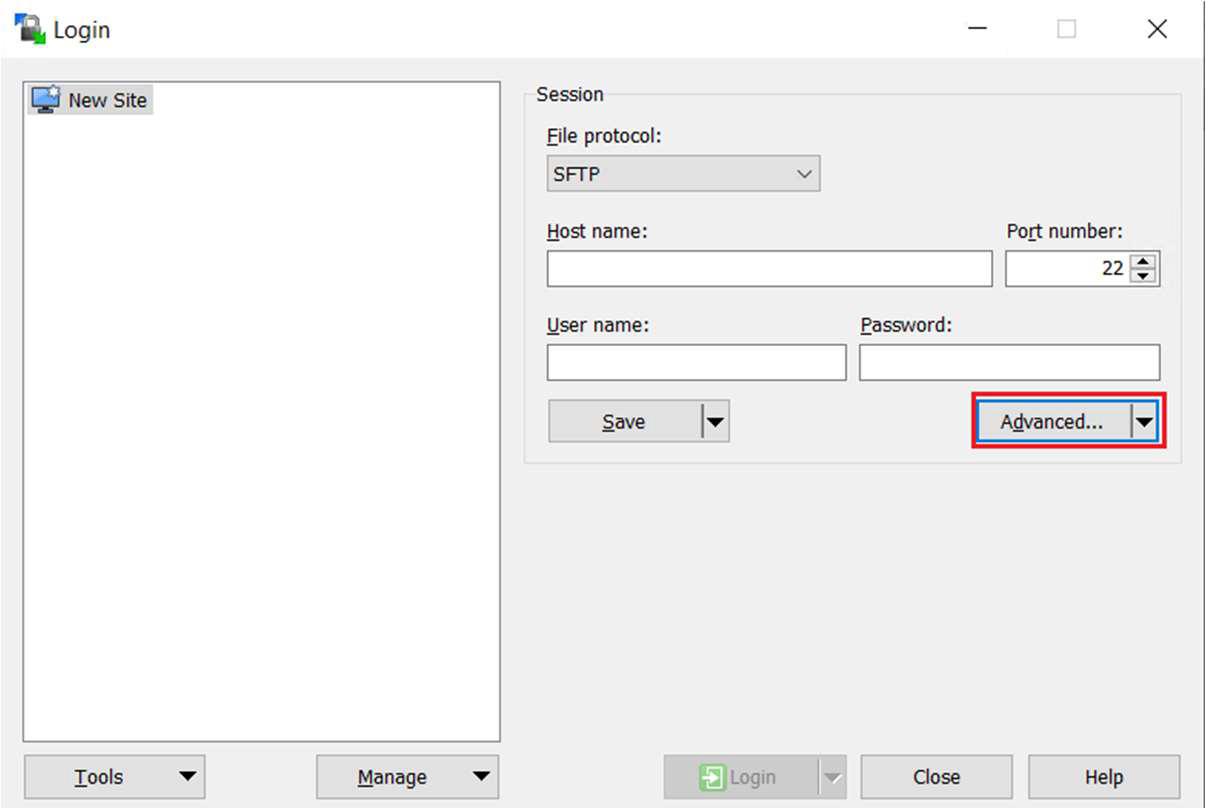 Login
New Site
Session
File protocol:
SFTP
Host name:
Port number:
22
User name:
Password:
Save
Advanced...
Tools
Manage
Login
Close
Help